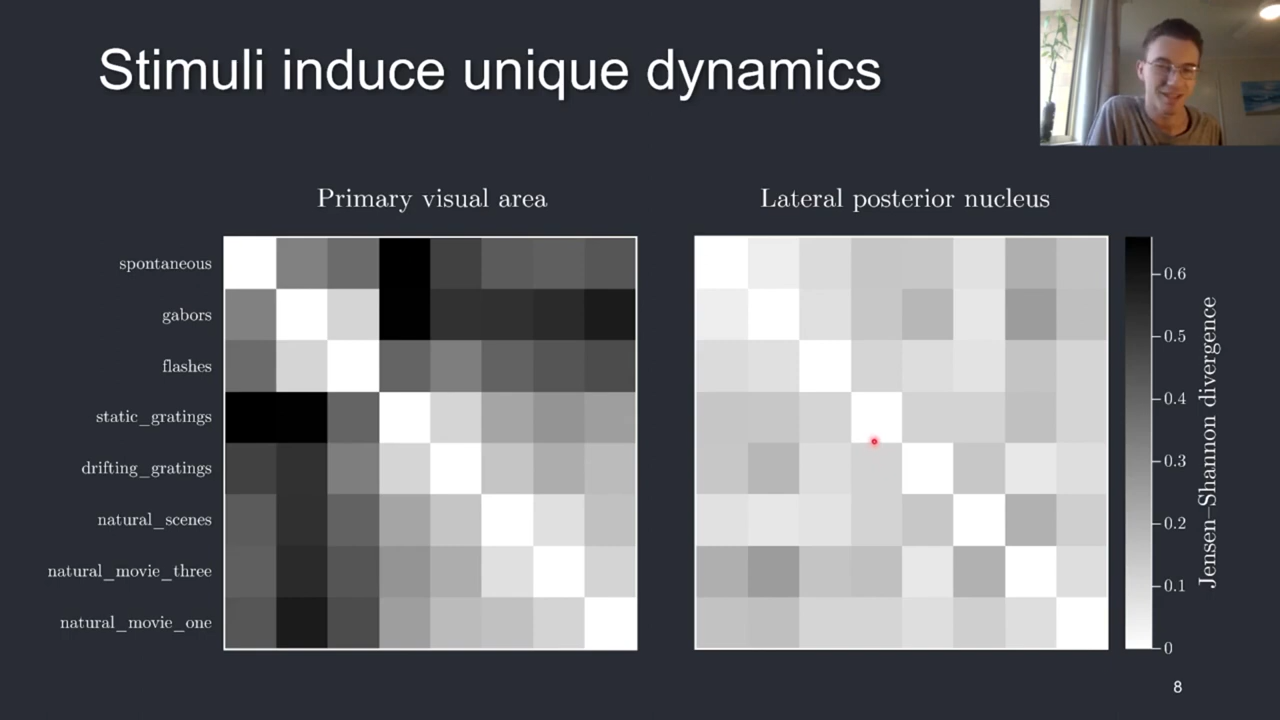 Stimuli induce unique dynamics
Primary visual area
Lateral posterior nucleus
spontaneous
gabors
flashes
static_gratings
drifting_gratings
natural_scenes
natural_movie_three
natural_movie_one
0.6
0.5
0.4
0.3
0.2
0.1
0
Jensen–Shannon divergence
8